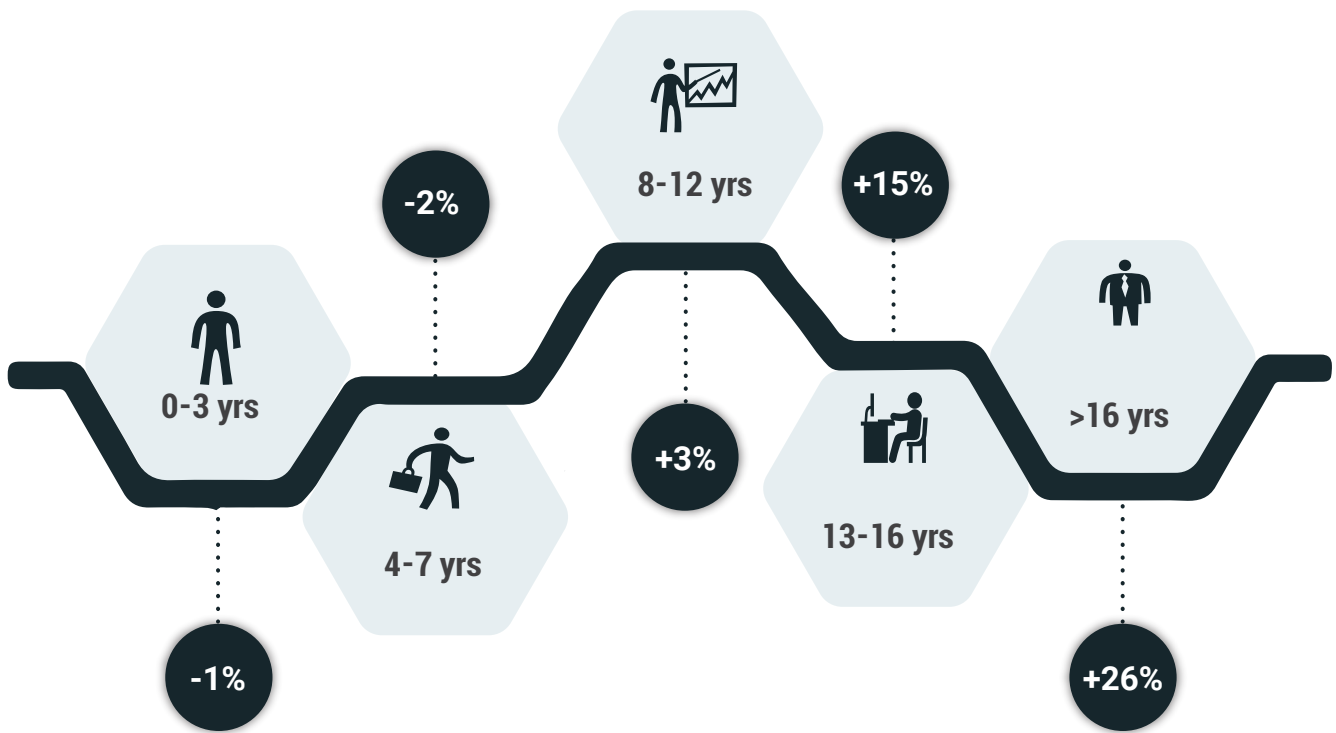 0-3 yrs
-1%
-2%
4-7 yrs
8-12 yrs
+3%
+15%
13-16 yrs
>16 yrs
+26%